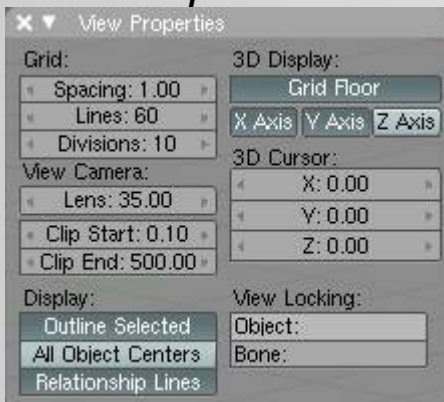 View Properties
Grid:
Spacing: 1.00
Lines: 60
Divisions: 10
View Camera:
Lens: 35.00
Clip Start: 0.10
Clip End: 500.00
Display:
Outline Selected
All Object Centers
Relationship Lines
3D Display:
Grid Floor
X Axis Y Axis Z Axis
3D Cursor:
X: 0.00
Y: 0.00
Z: 0.00
View Locking:
Object:
Bone: